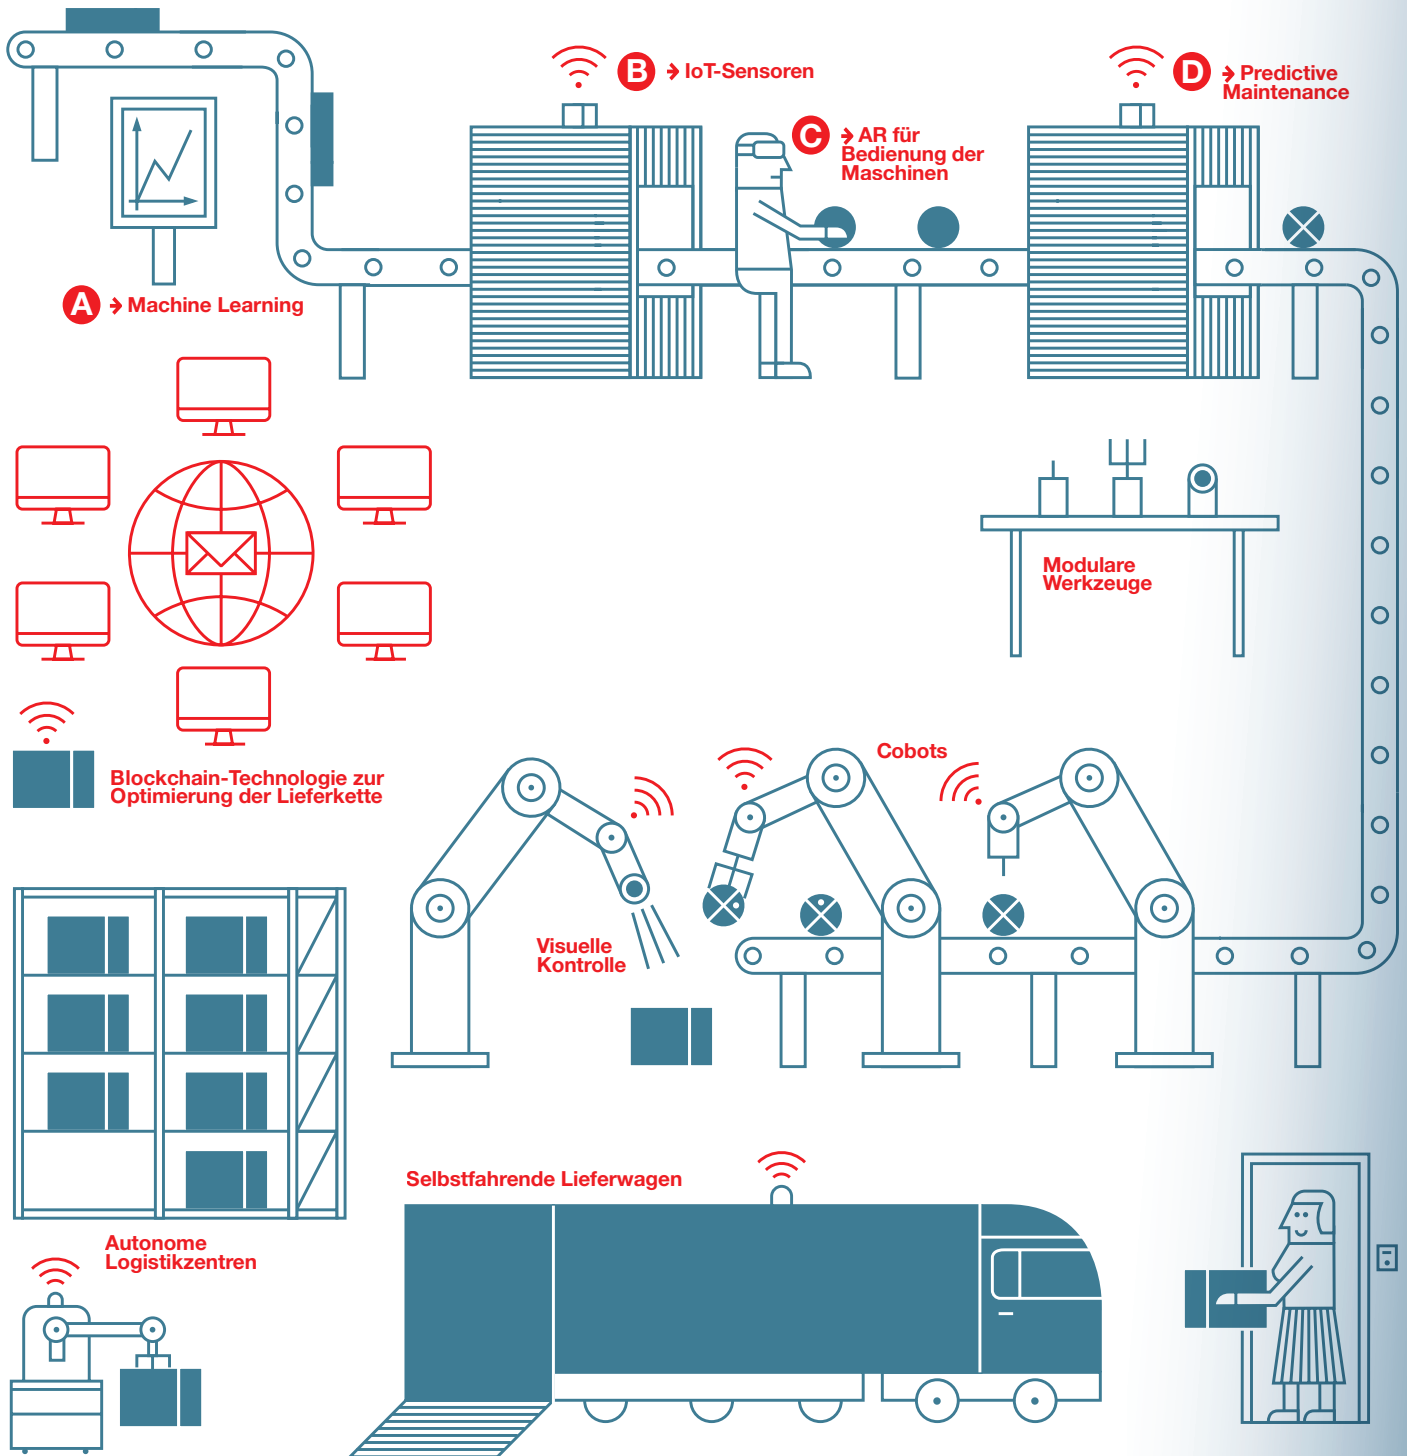 B → IoT-Sensoren
D → Predictive
Maintenance
C → AR für
Bedienung der
Maschinen
A → Machine Learning
Modulare
Werkzeuge
Cobots
Blockchain-Technologie zur
Optimierung der Lieferkette
Visuelle
Kontrolle
Selbstfahrende Lieferwagen
Autonome
Logistikzentren